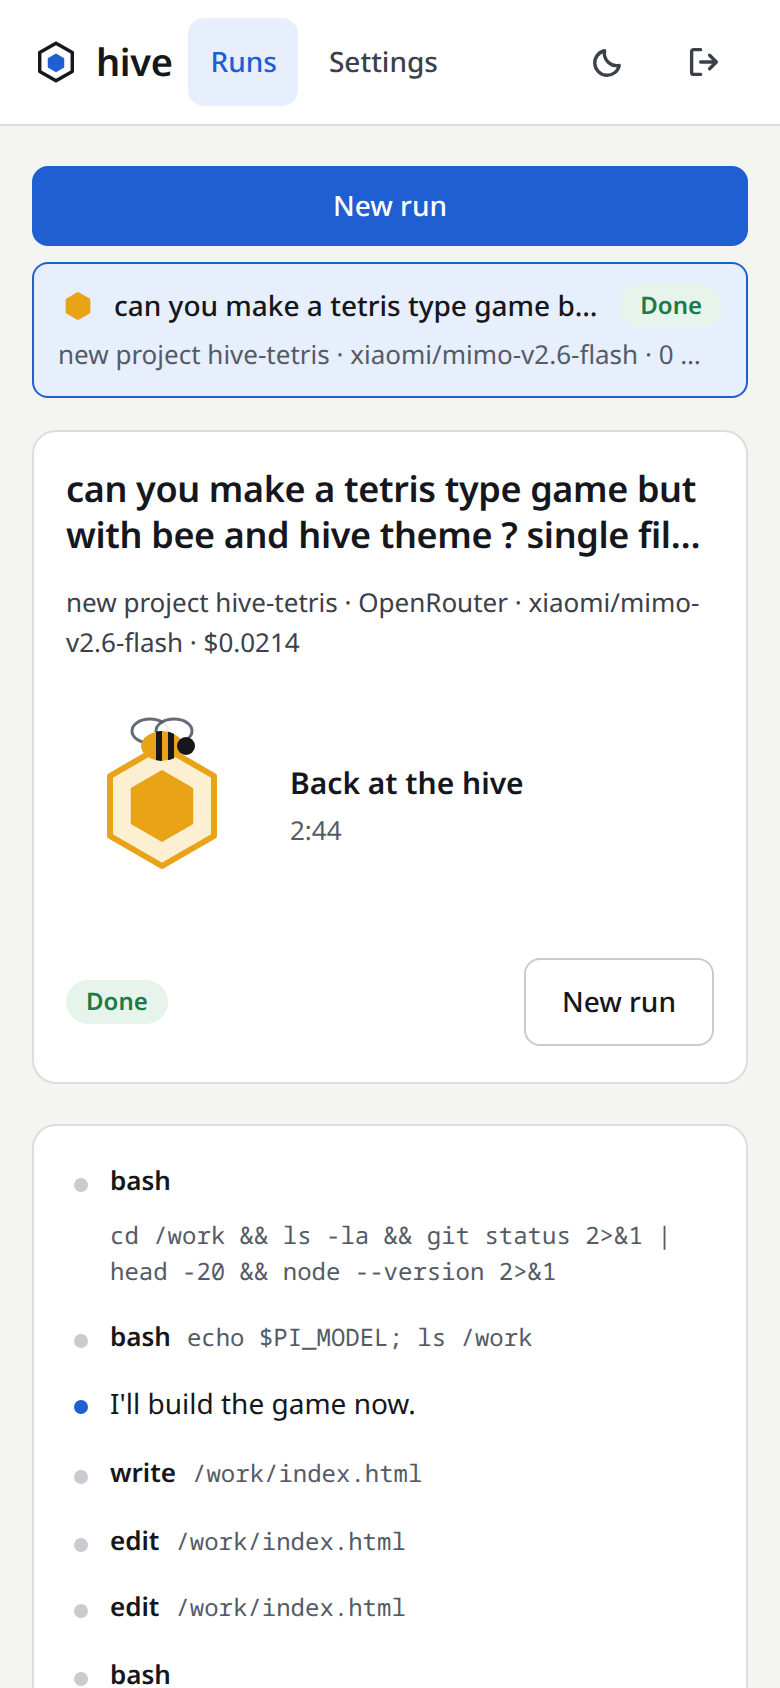 hive Runs Settings
New run
can you make a tetris type game b... Done
new project hive-tetris · xiaomi/mimo-v2.6-flash · 0 ...
can you make a tetris type game but
with bee and hive theme ? single fil...
new project hive-tetris · OpenRouter · xiaomi/mimo-
v2.6-flash · $0.0214
Back at the hive
2:44
Done New run
bash
cd /work && ls -la && git status 2>&1 |
head -20 && node --version 2>&1
bash echo $PI_MODEL; ls /work
I'll build the game now.
write /work/index.html
edit /work/index.html
edit /work/index.html
bash